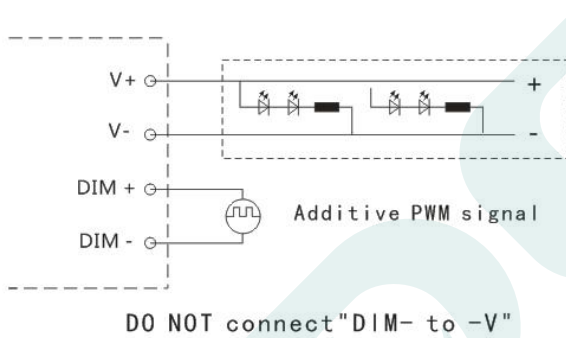 V+ +
V- -
DIM +
Additive PWM signal
DIM -
DO NOT connect"DIM- to -V"